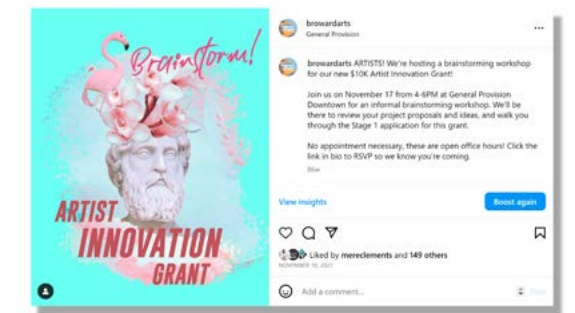 Brainstorm!
ARTIST
INNOVATION
GRANT
browardarts
General Provision
browardarts ARTISTS! We're hosting a brainstorming workshop
for our new $10K Artist Innovation Grant!
Join us on November 17 from 4-6PM at General Provision
Downtown for an informal brainstorming workshop. We'll be
there to review your project proposals and ideas, and walk you
through the Stage 1 application for this grant.
No appointment necessary, these are open office hours! Click the
link in bio to RSVP so we know you're coming.
View insights
Boost again
Liked by mereclements and 149 others
NOVEMBER 10, 2021
Add a comment...
Post